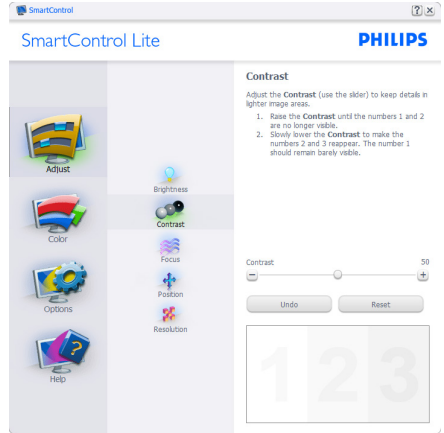 SmartControl
SmartControl Lite
PHILIPS
Adjust
Color
Options
Help
Brightness
Contrast
Focus
Position
Resolution
Contrast
Adjust the Contrast (use the slider) to keep details in
lighter image areas.
1. Raise the Contrast until the numbers 1 and 2
are no longer visible.
2. Slowly lower the Contrast to make the
numbers 2 and 3 reappear. The number 1
should remain barely visible.
Contrast 50
Undo Reset
1 2 3